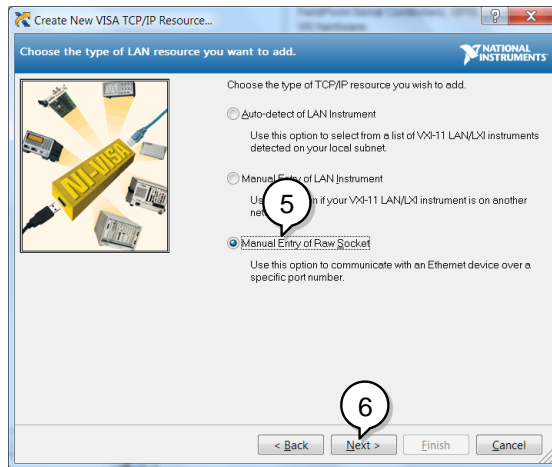 Create New VISA TCP/IP Resource...
Choose the type of LAN resource you want to add.
NATIONAL
INSTRUMENTS
NI-VISA
Choose the type of TCP/IP resource you wish to add.
Auto-detect of LAN Instrument
Use this option to select from a list of VXI-11 LAN/LXI instruments
detected on your local subnet.
Manual Entry of LAN Instrument
if your VXI-11 LAN/LXI instrument is on another
5
Manual Entry of Raw Socket
Use this option to communicate with an Ethernet device over a
specific port number.
6
< Back
Next >
Finish
Cancel